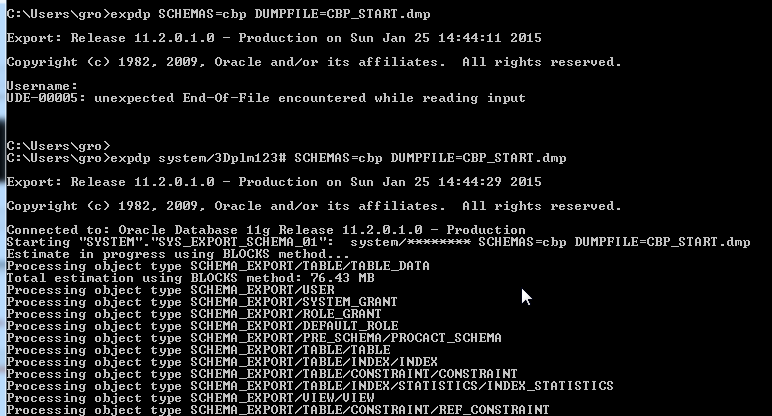 C:\Users\gro>expdp SCHEMAS=cbp DUMPFILE=CBP_START.dmp
Export: Release 11.2.0.1.0 - Production on Sun Jan 25 14:44:11 2015
Copyright (c) 1982, 2009, Oracle and/or its affiliates.  All rights reserved.
Username:
UDE-00005: unexpected End-Of-File encountered while reading input
C:\Users\gro>
C:\Users\gro>expdp system/3Dplm123# SCHEMAS=cbp DUMPFILE=CBP_START.dmp
Export: Release 11.2.0.1.0 - Production on Sun Jan 25 14:44:29 2015
Copyright (c) 1982, 2009, Oracle and/or its affiliates.  All rights reserved.
Connected to: Oracle Database 11g Release 11.2.0.1.0 - Production
Starting "SYSTEM"."SYS_EXPORT_SCHEMA_01":  system/******** SCHEMAS=cbp DUMPFILE=CBP_START.dmp
Estimate in progress using BLOCKS method...
Processing object type SCHEMA_EXPORT/TABLE/TABLE_DATA
Total estimation using BLOCKS method: 76.43 MB
Processing object type SCHEMA_EXPORT/USER
Processing object type SCHEMA_EXPORT/SYSTEM_GRANT
Processing object type SCHEMA_EXPORT/ROLE_GRANT
Processing object type SCHEMA_EXPORT/DEFAULT_ROLE
Processing object type SCHEMA_EXPORT/PRE_SCHEMA/PROCACT_SCHEMA
Processing object type SCHEMA_EXPORT/TABLE/TABLE
Processing object type SCHEMA_EXPORT/TABLE/INDEX/INDEX
Processing object type SCHEMA_EXPORT/TABLE/CONSTRAINT/CONSTRAINT
Processing object type SCHEMA_EXPORT/TABLE/INDEX/STATISTICS/INDEX_STATISTICS
Processing object type SCHEMA_EXPORT/VIEW/VIEW
Processing object type SCHEMA_EXPORT/TABLE/CONSTRAINT/REF_CONSTRAINT